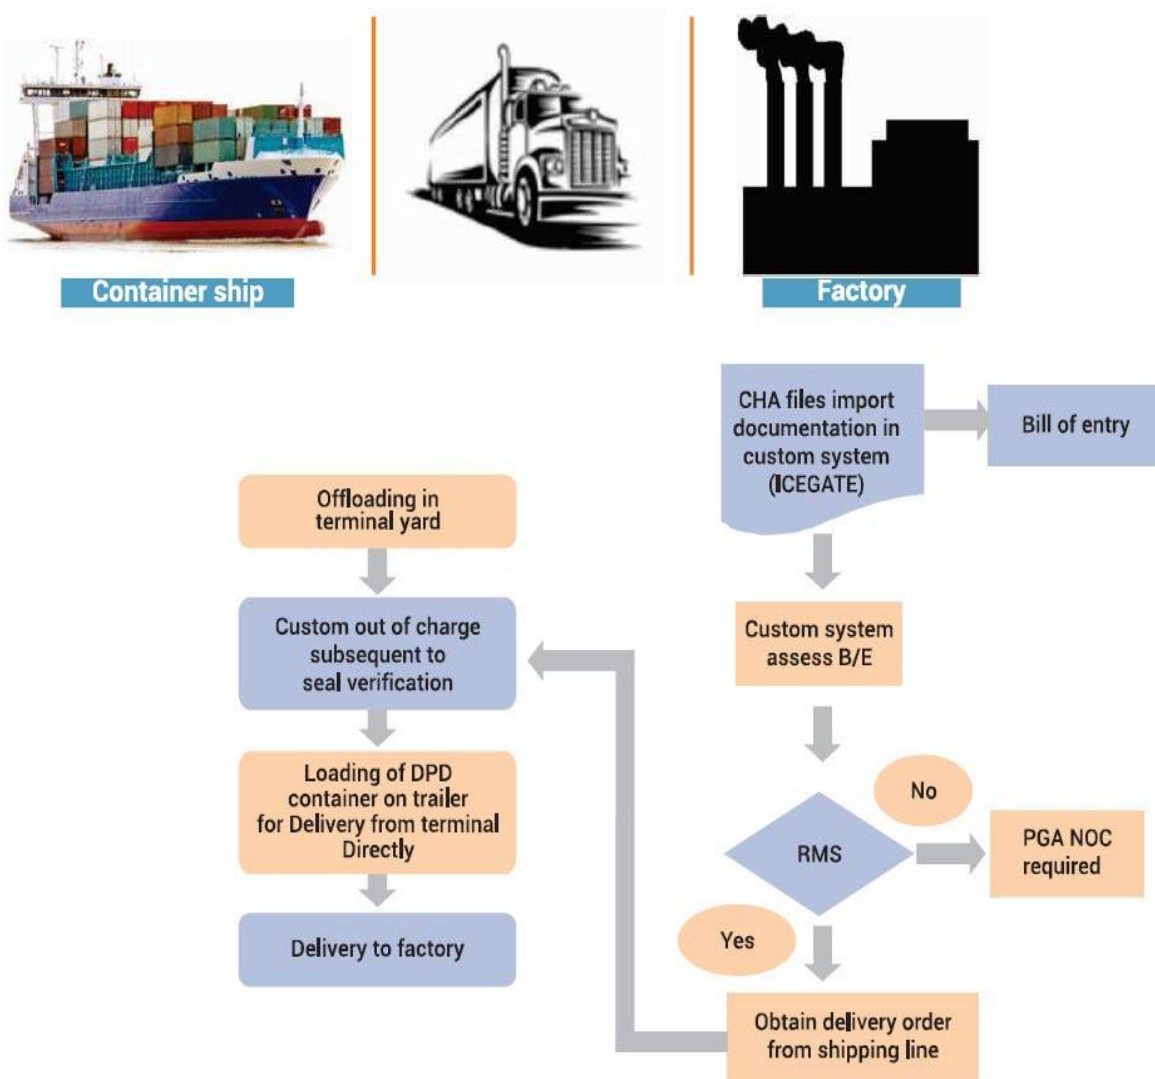 Container ship
Factory
CHA files import
documentation in
custom system
(ICEGATE)
Bill of entry
Offloading in
terminal yard
Custom out of charge
subsequent to
seal verification
Custom system
assess B/E
Loading of DPD
container on trailer
for Delivery from terminal
Directly
No
RMS
PGA NOC
required
Yes
Delivery to factory
Obtain delivery order
from shipping line